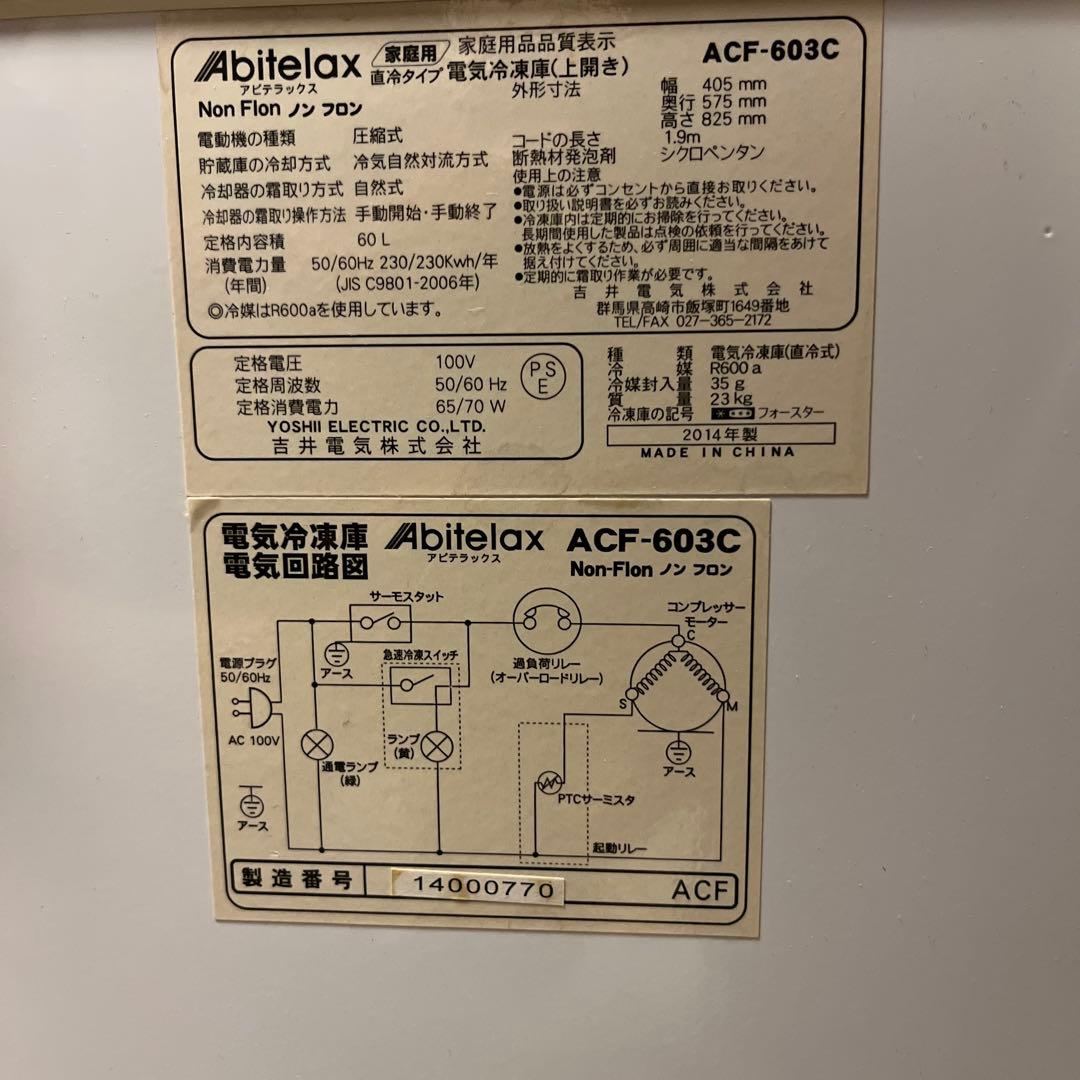 Abitelax
アビテラックス
家庭用
直冷タイプ
家庭用品品質表示
電気冷凍庫(上開き)
ACF-603C
Non Flon ノン フロン
外形寸法
幅 405 mm
奥行 575 mm
高さ 825 mm
電動機の種類 圧縮式
貯蔵庫の冷却方式 冷気自然対流方式
冷却器の霜取り方式 自然式
冷却器の霜取り操作方法 手動開始・手動終了
定格内容積 60 L
消費電力量 50/60Hz 230/230Kwh/年
(年間) (JIS C9801-2006年)
◎冷媒はR600aを使用しています。
コードの長さ 1.9m
断熱材発泡剤 シクロペンタン
使用上の注意
●電源は必ずコンセントから直接お取りください。
●取り扱い説明書を必ずお読みください。
●冷凍庫内は定期的にお掃除を行ってください。
長期間使用した製品は点検の依頼を行ってください。
●放熱をよくするため、必ず周囲に適当な間隔をあけて
据え付けてください。
●定期的に霜取り作業が必要です。
吉井電気株式会社
群馬県高崎市飯塚町1649番地
TEL/FAX 027-365-2172
定格電圧 100V
定格周波数 50/60 Hz
定格消費電力 65/70 W
PS
E
YOSHII ELECTRIC CO.,LTD.
吉井電気株式会社
種類 電気冷凍庫(直冷式)
冷媒 R600a
冷媒封入量 35g
質量 23kg
冷凍庫の記号 フォースター
2014年製
MADE IN CHINA
電気冷凍庫
電気回路図
Abitelax
アビテラックス
ACF-603C
Non-Flon ノン フロン
サーモスタット
アース
急速冷凍スイッチ
過負荷リレー
(オーバーロードリレー)
コンプレッサー
モーター
C
S
M
電源プラグ
50/60Hz
AC 100V
通電ランプ
(緑)
ランプ
(黄)
アース
アース
PTCサーミスタ
起動リレー
製造番号 14000770 ACF